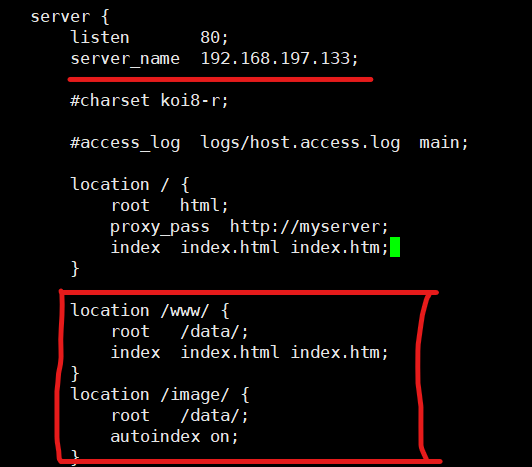 server {
listen       80;
server_name  192.168.197.133;
#charset koi8-r;
#access_log  logs/host.access.log  main;
location / {
root   html;
proxy_pass  http://myserver;
index  index.html index.htm;
}
location /www/ {
root   /data/;
index  index.html index.htm;
}
location /image/ {
root   /data/;
autoindex on;
}